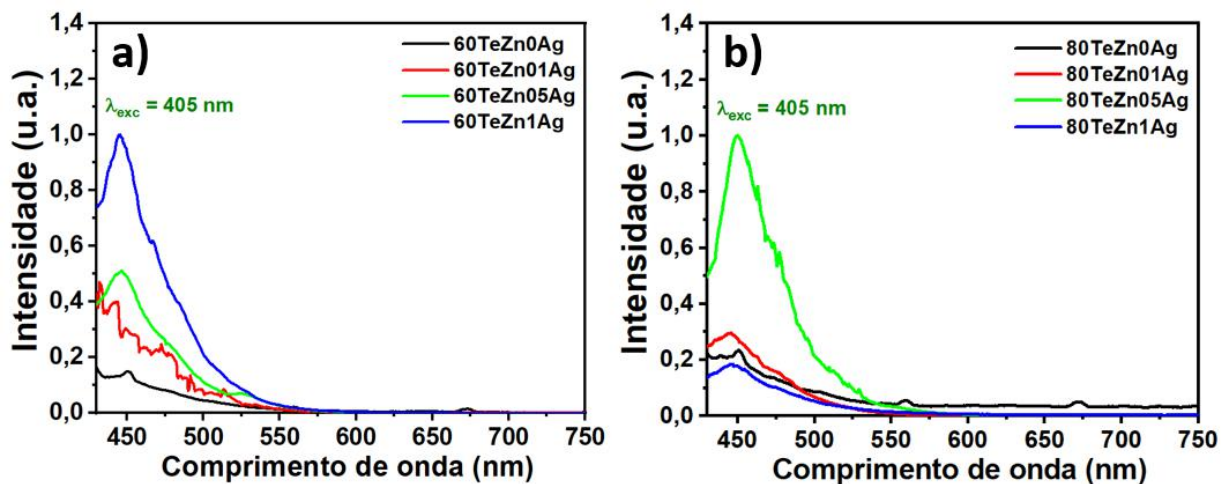 a)
60TeZn0Ag
60TeZn01Ag
60TeZn05Ag
60TeZn1Ag
λexc = 405 nm
Intensidade (u.a.)
1,4
1,2
1,0
0,8
0,6
0,4
0,2
0,0
450 500 550 600 650 700 750
Comprimento de onda (nm)
b)
80TeZn0Ag
80TeZn01Ag
80TeZn05Ag
80TeZn1Ag
λexc = 405 nm
Intensidade (u.a.)
1,4
1,2
1,0
0,8
0,6
0,4
0,2
0,0
450 500 550 600 650 700 750
Comprimento de onda (nm)